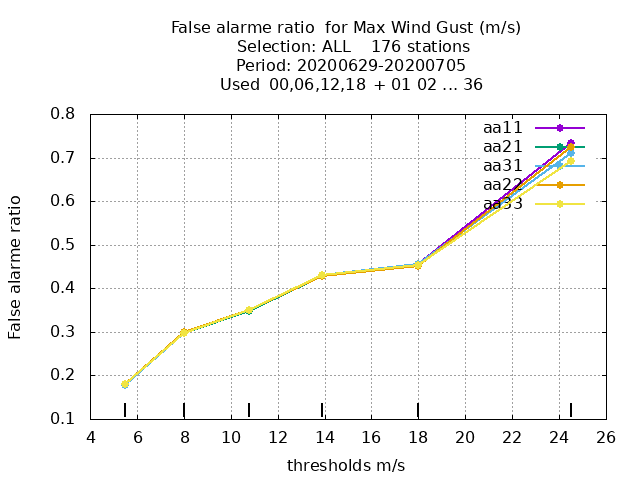 False alarme ratio  for Max Wind Gust (m/s)
Selection: ALL    176 stations
Period: 20200629-20200705
Used  00,06,12,18  + 01 02 ... 36
aa11
aa21
aa31
aa22
aa33
False alarme ratio
0.8
0.7
0.6
0.5
0.4
0.3
0.2
0.1
4 6 8 10 12 14 16 18 20 22 24 26
thresholds m/s